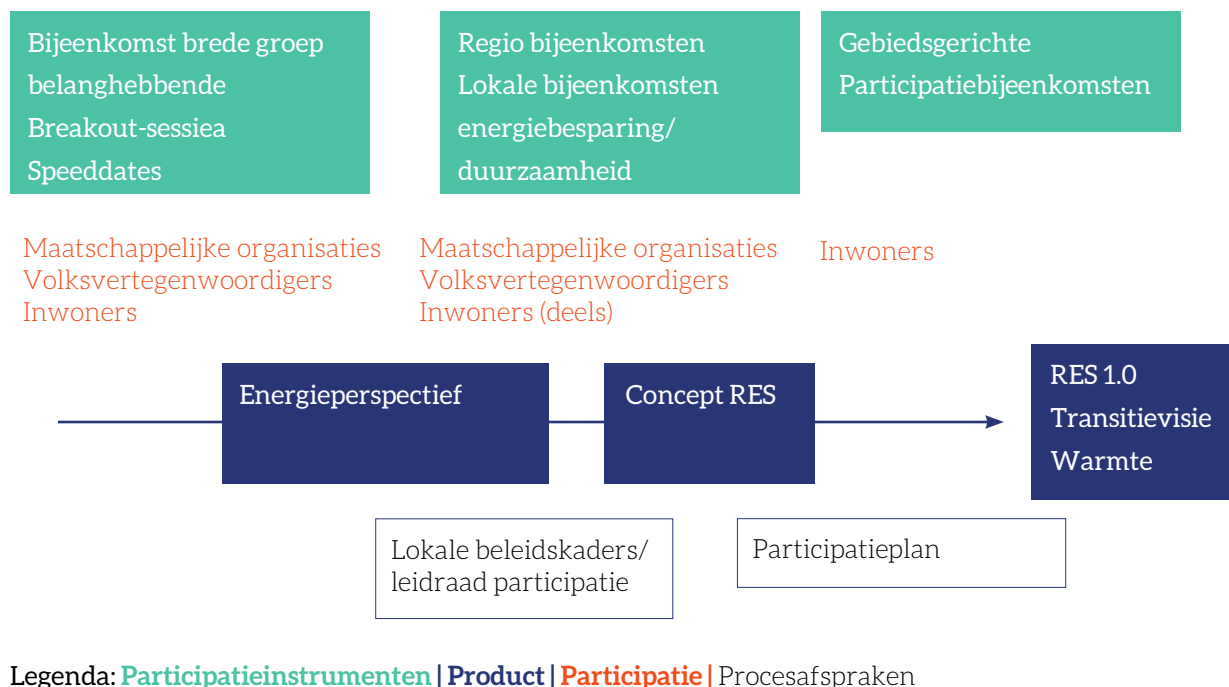 Bijeenkomst brede groep
belanghebbende
Breakout-sessiea
Speeddates
Regio bijeenkomsten
Lokale bijeenkomsten
energiebesparing/
duurzaamheid
Gebiedsgerichte
Participatiebijeenkomsten
Maatschappelijke organisaties
Volksvertegenwoordigers
Inwoners
Maatschappelijke organisaties
Volksvertegenwoordigers
Inwoners (deels)
Inwoners
Energieperspectief
Concept RES
RES 1.0
Transitievisie
Warmte
Lokale beleidskaders/
leidraad participatie
Participatieplan
Legenda: Participatieinstrumenten | Product | Participatie | Procesafspraken